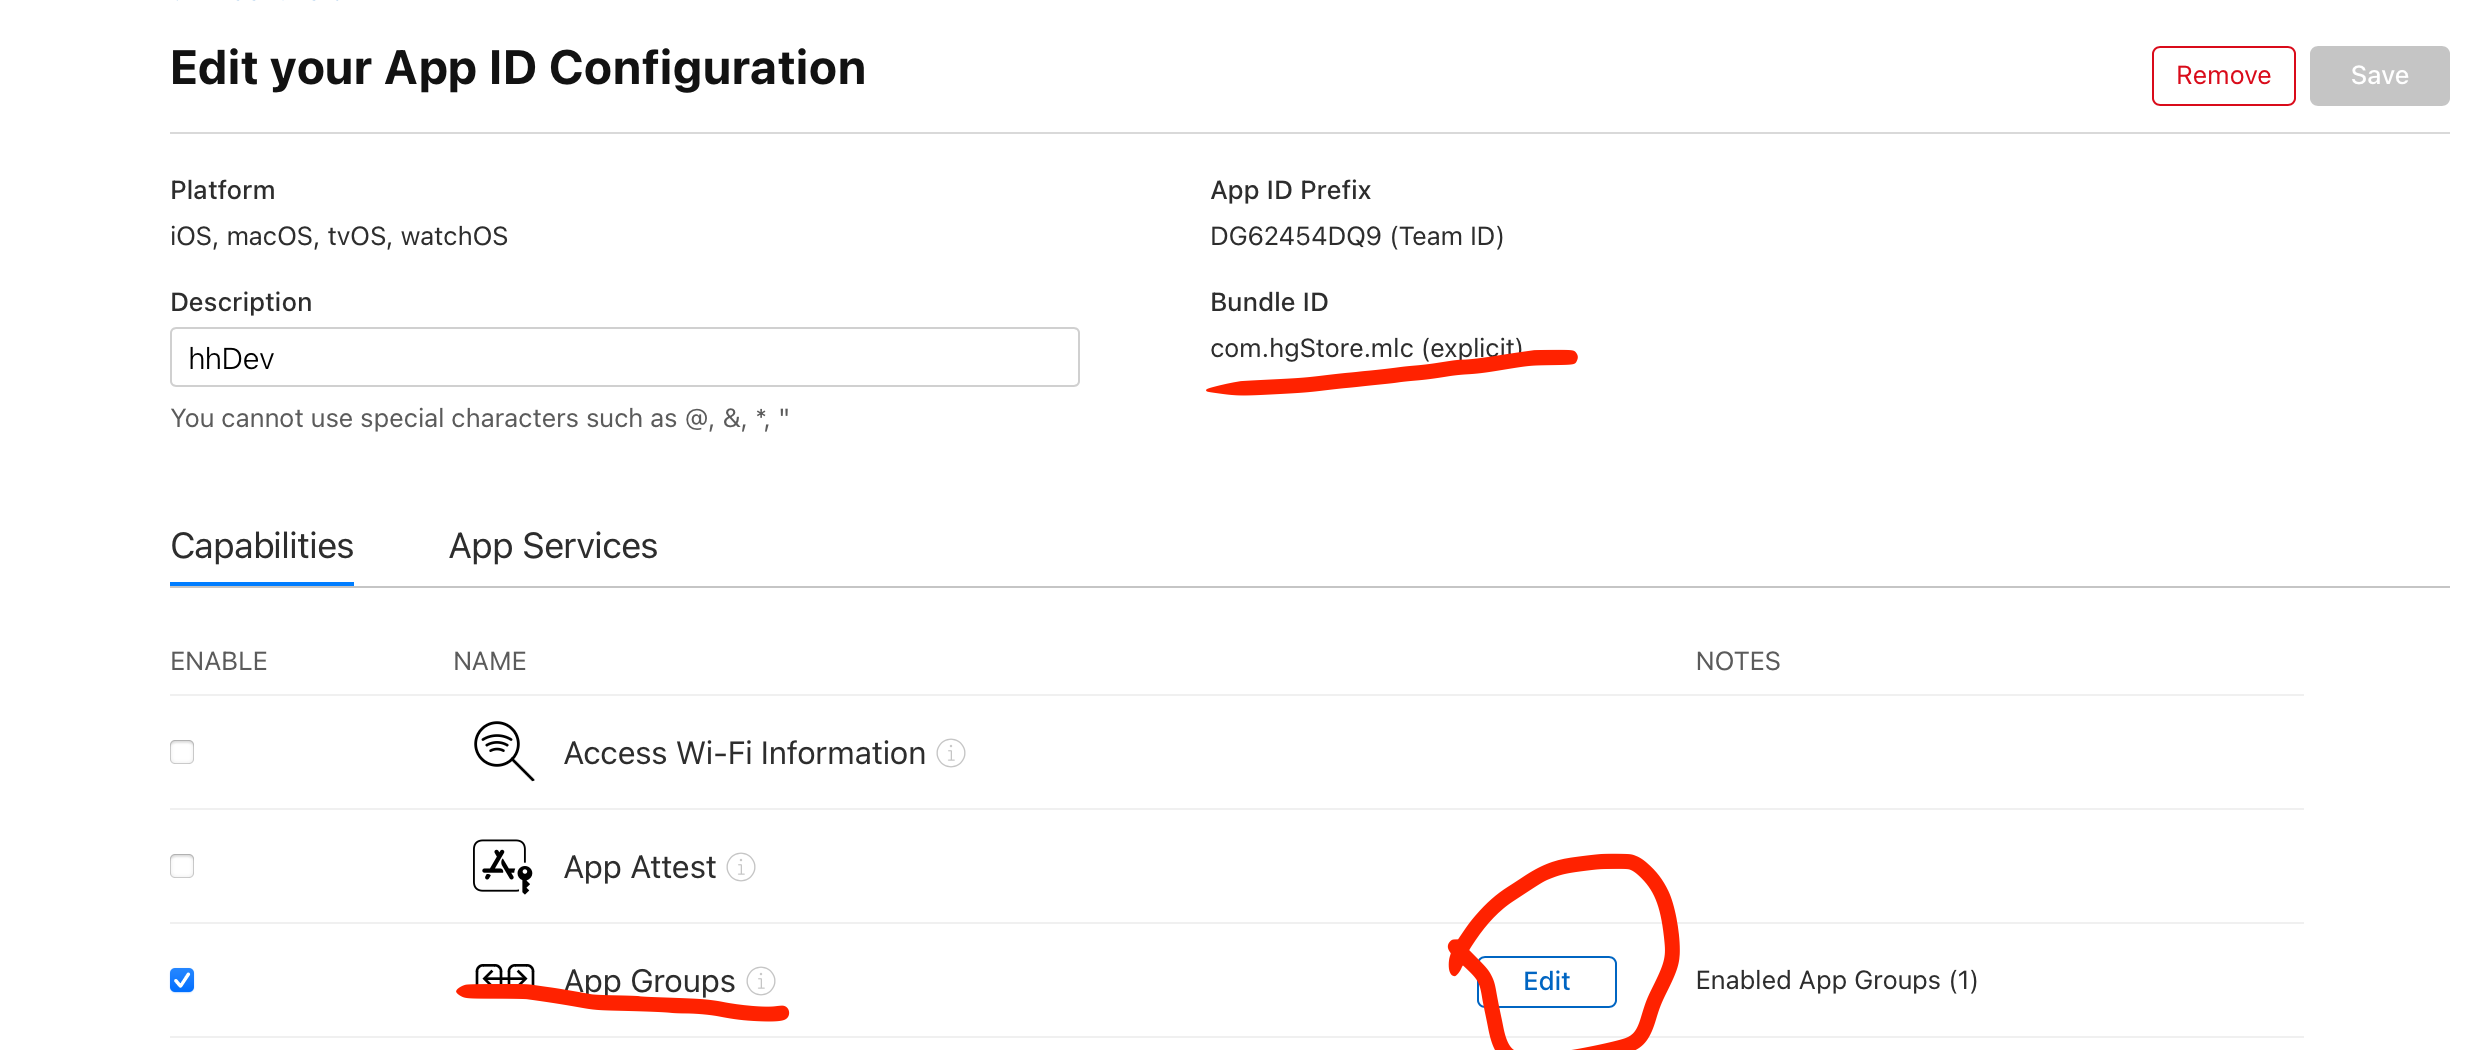 Edit your App ID Configuration
Remove
Save
Platform
App ID Prefix
iOS, macOS, tvOS, watchOS
DG62454DQ9 (Team ID)
Description
Bundle ID
hhDev
com.hgStore.mlc (explicit)
You cannot use special characters such as @, &, *, "
Capabilities
App Services
ENABLE
NAME
NOTES
Access Wi-Fi Information
App Attest
App Groups
Edit
Enabled App Groups (1)